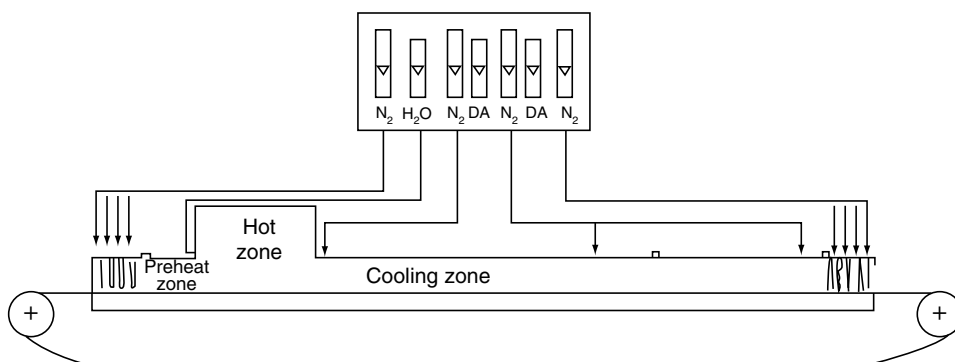 N₂ H₂O N₂ DA N₂ DA N₂
Hot
zone
Preheat
zone
Cooling zone
+ +